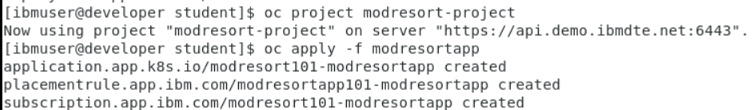 [ibmuser@developer student]$ oc project modresort-project
Now using project "modresort-project" on server "https://api.demo.ibmdte.net:6443".
[ibmuser@developer student]$ oc apply -f modresortapp
application.app.k8s.io/modresort101-modresortapp created
placementrule.app.ibm.com/modresortapp101-modresortapp created
subscription.app.ibm.com/modresort101-modresortapp created